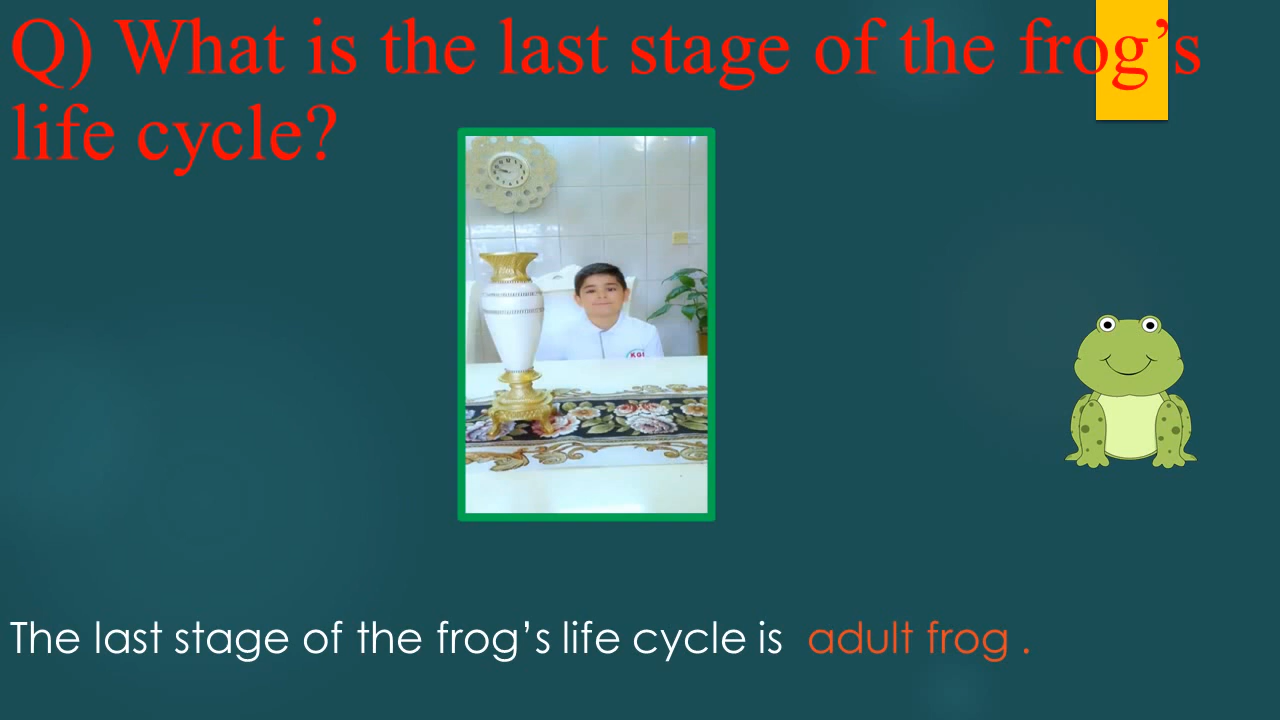 Q) What is the last stage of the frog’s
life cycle?
KGI
The last stage of the frog’s life cycle is adult frog .